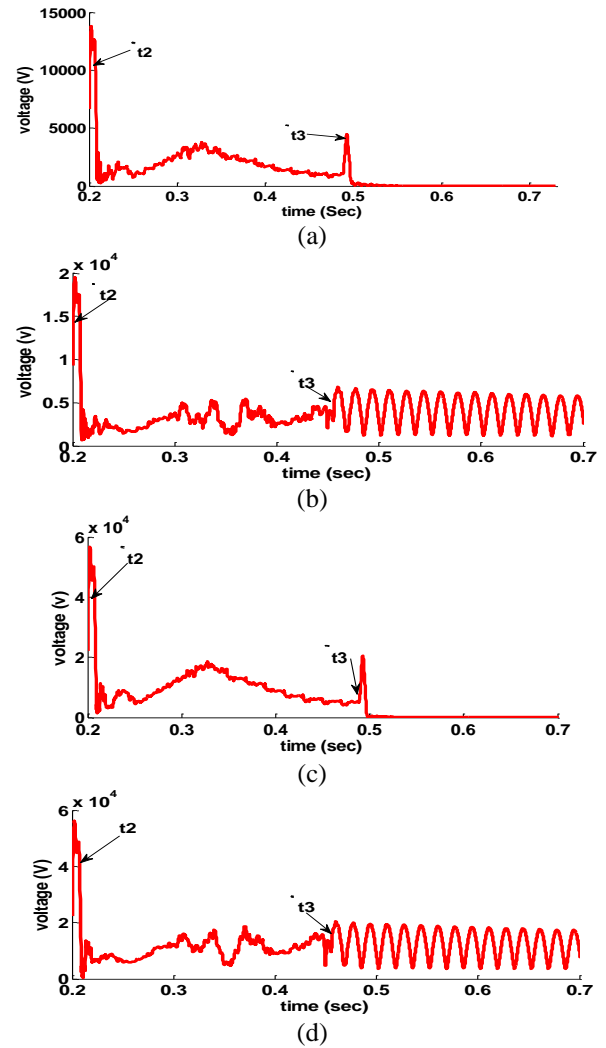 15000
10000
5000
0
voltage (V)
t2
t3
0.2 0.3 0.4 0.5 0.6 0.7
time (Sec)
(a)
x 10^4
2
1.5
1
0.5
0
voltage (v)
t2
t3
0.2 0.3 0.4 0.5 0.6 0.7
time (sec)
(b)
x 10^4
6
4
2
0
voltage (v)
t2
t3
0.2 0.3 0.4 0.5 0.6 0.7
time (sec)
(c)
x 10^4
6
4
2
0
voltage (V)
t2
t3
0.2 0.3 0.4 0.5 0.6 0.7
time (sec)
(d)